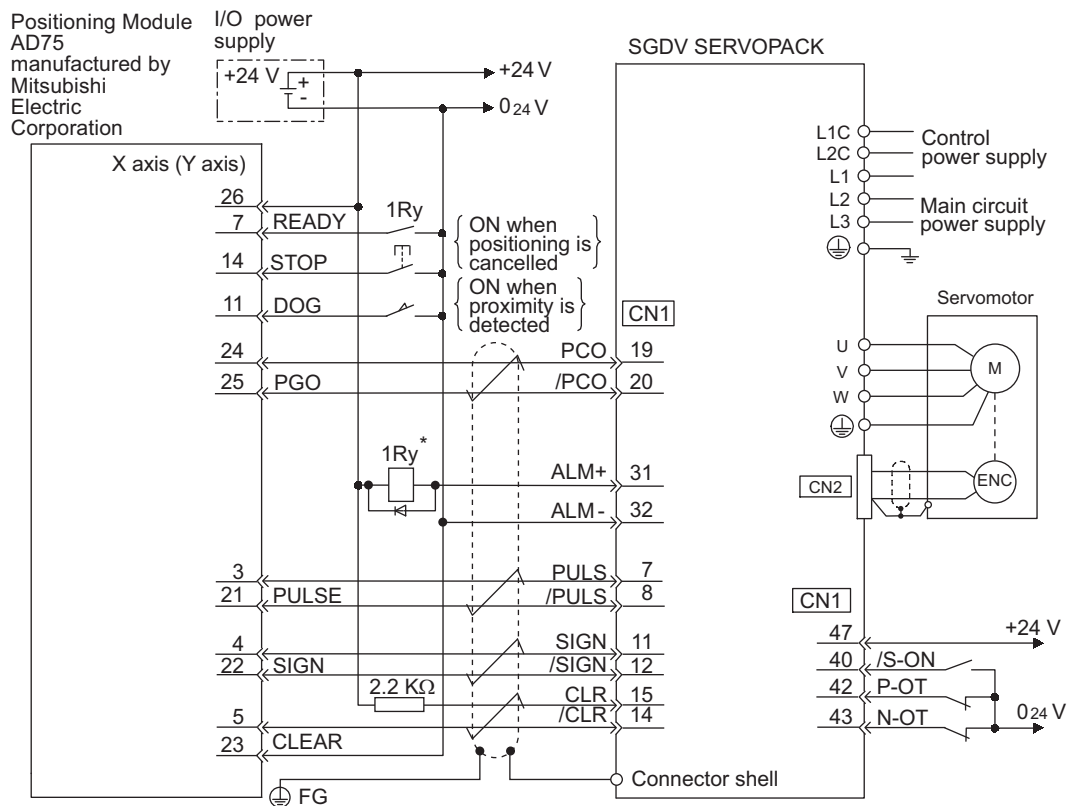 Positioning Module
AD75
manufactured by
Mitsubishi
Electric
Corporation
I/O power
supply
+24 V
+
-
+24 V
024 V
SGDV SERVOPACK
X axis (Y axis)
26
7 READY
1Ry
ON when
positioning is
cancelled
14 STOP
11 DOG
ON when
proximity is
detected
CN1
24
PCO 19
25 PGO
/PCO 20
1Ry*
ALM+ 31
ALM- 32
3
PULS 7
21 PULSE
/PULS 8
4
SIGN 11
22 SIGN
/SIGN 12
2.2 KΩ
CLR 15
5
/CLR 14
23 CLEAR
FG
Connector shell
L1C
L2C
Control
power supply
L1
L2
L3
Main circuit
power supply
Servomotor
U
V
W
M
CN2
ENC
CN1
47
+24 V
40 /S-ON
42 P-OT
43 N-OT
024 V